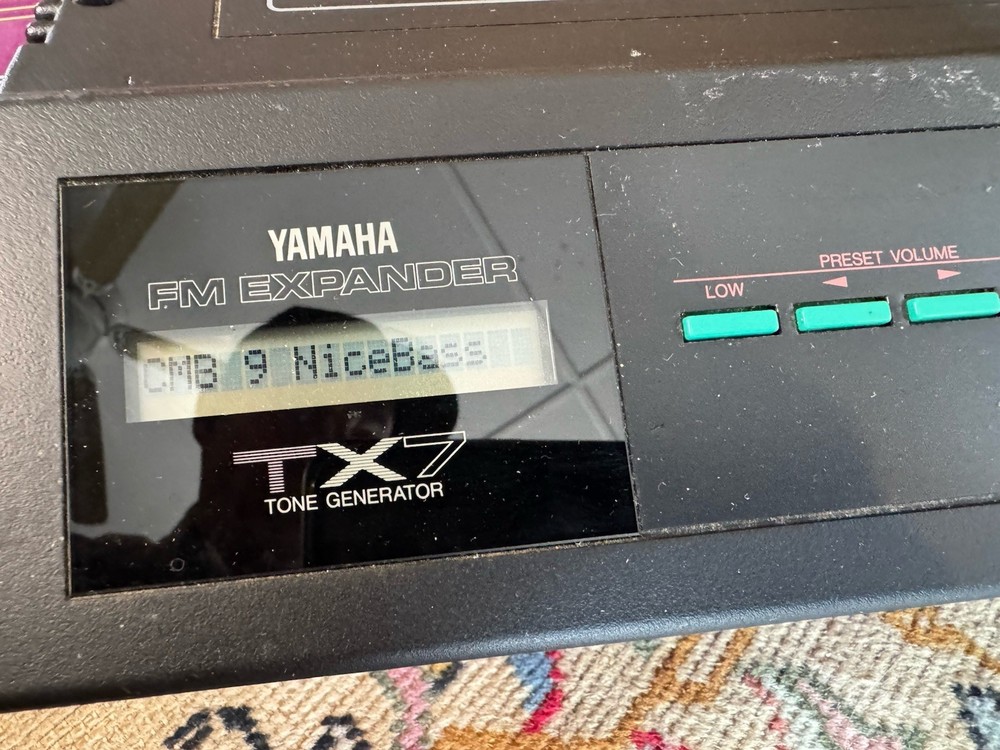 YAMAHA
FM EXPANDER
CMB 9 NiceBass
TX7
TONE GENERATOR
PRESET VOLUME
LOW ◀ ▶